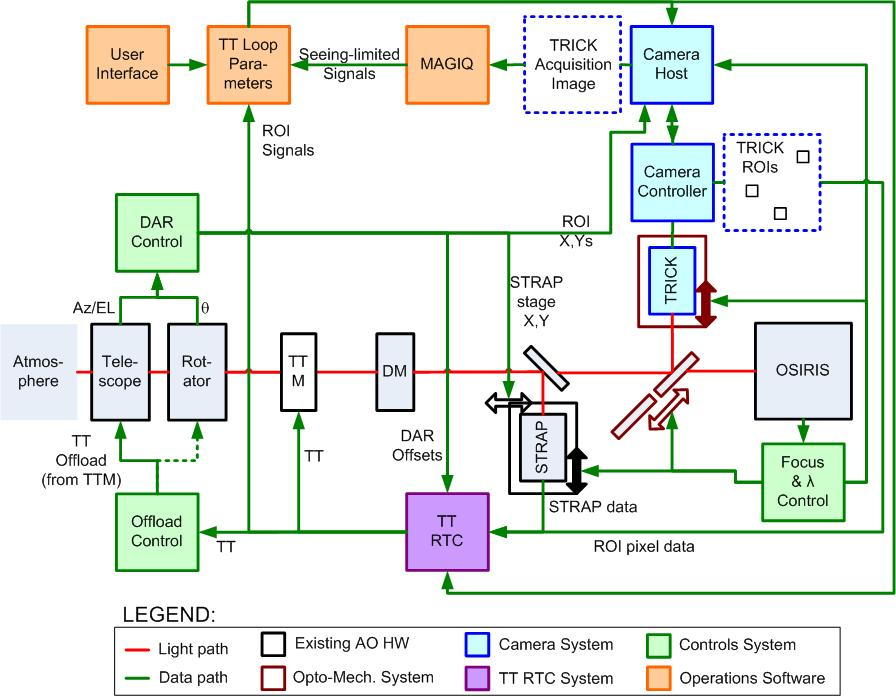 User
Interface
TT Loop
Para-
meters
Seeing-limited
Signals
MAGIQ
TRICK
Acquisition
Image
Camera
Host
ROI
Signals
Camera
Controller
TRICK
ROIs
DAR
Control
ROI
X,Ys
STRAP
stage
X,Y
TRICK
Az/EL
θ
Atmos-
phere
Tele-
scope
Rot-
ator
TT
M
DM
OSIRIS
STRAP
TT
Offload
(from TTM)
TT
DAR
Offsets
Focus
& λ
Control
STRAP data
Offload
Control
TT
TT
RTC
ROI pixel data
LEGEND:
Light path
Existing AO HW
Camera System
Controls System
Data path
Opto-Mech. System
TT RTC System
Operations Software